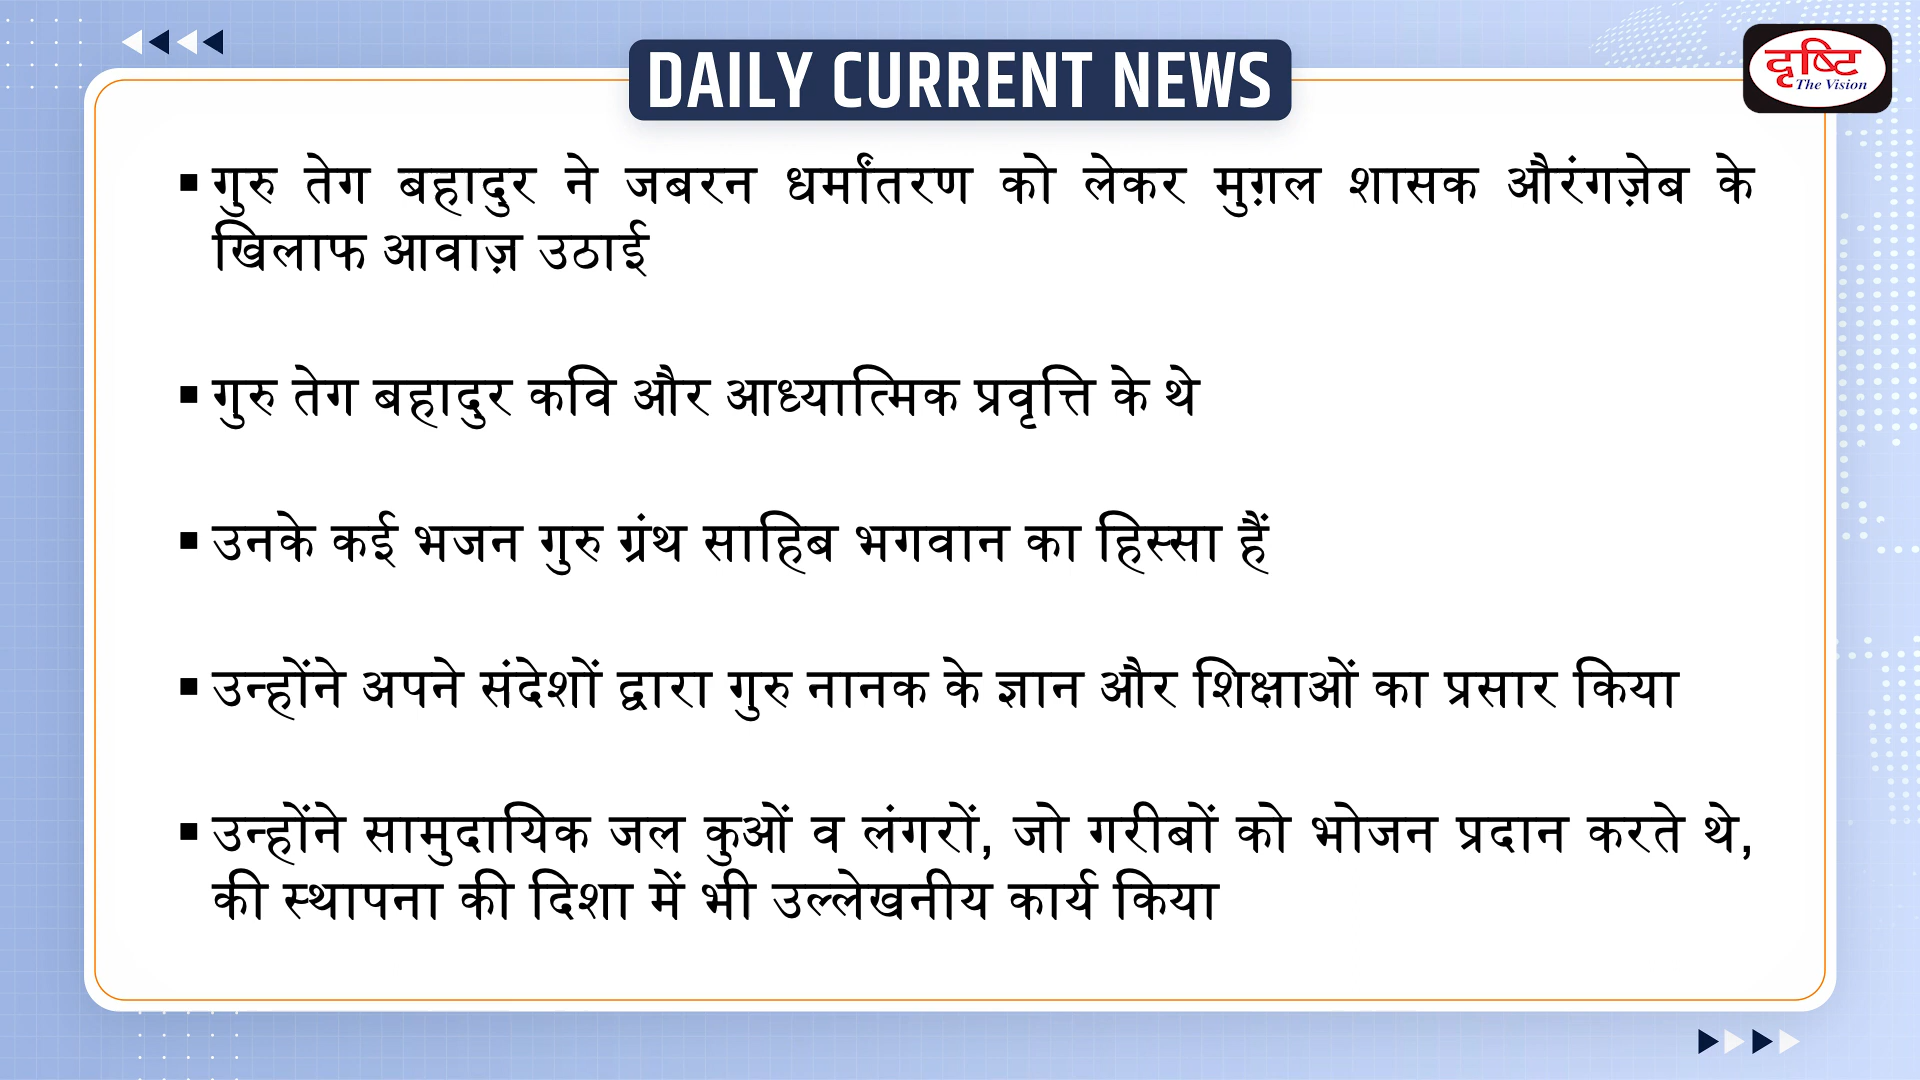 DAILY CURRENT NEWS
दृष्टि
The Vision
▪ गुरु तेग बहादुर ने जबरन धर्मांतरण को लेकर मुग़ल शासक औरंगज़ेब के
खिलाफ आवाज़ उठाई
▪ गुरु तेग बहादुर कवि और आध्यात्मिक प्रवृत्ति के थे
▪ उनके कई भजन गुरु ग्रंथ साहिब भगवान का हिस्सा हैं
▪ उन्होंने अपने संदेशों द्वारा गुरु नानक के ज्ञान और शिक्षाओं का प्रसार किया
▪ उन्होंने सामुदायिक जल कुओं व लंगरों, जो गरीबों को भोजन प्रदान करते थे,
की स्थापना की दिशा में भी उल्लेखनीय कार्य किया